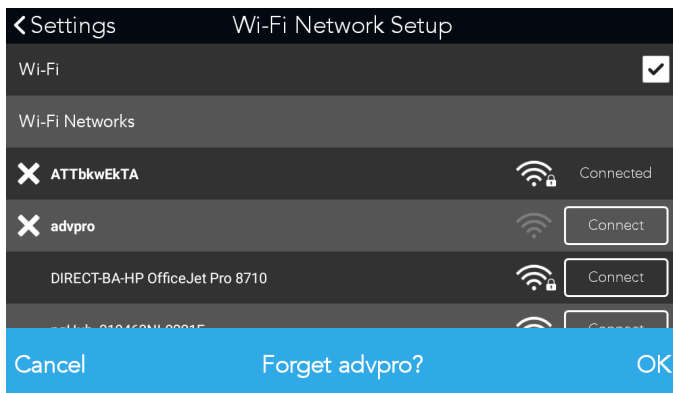 Settings Wi-Fi Network Setup
Wi-Fi
Wi-Fi Networks
ATTbkwEkTA Connected
advpro Connect
DIRECT-BA-HP OfficeJet Pro 8710 Connect
Connect
Cancel Forget advpro? OK